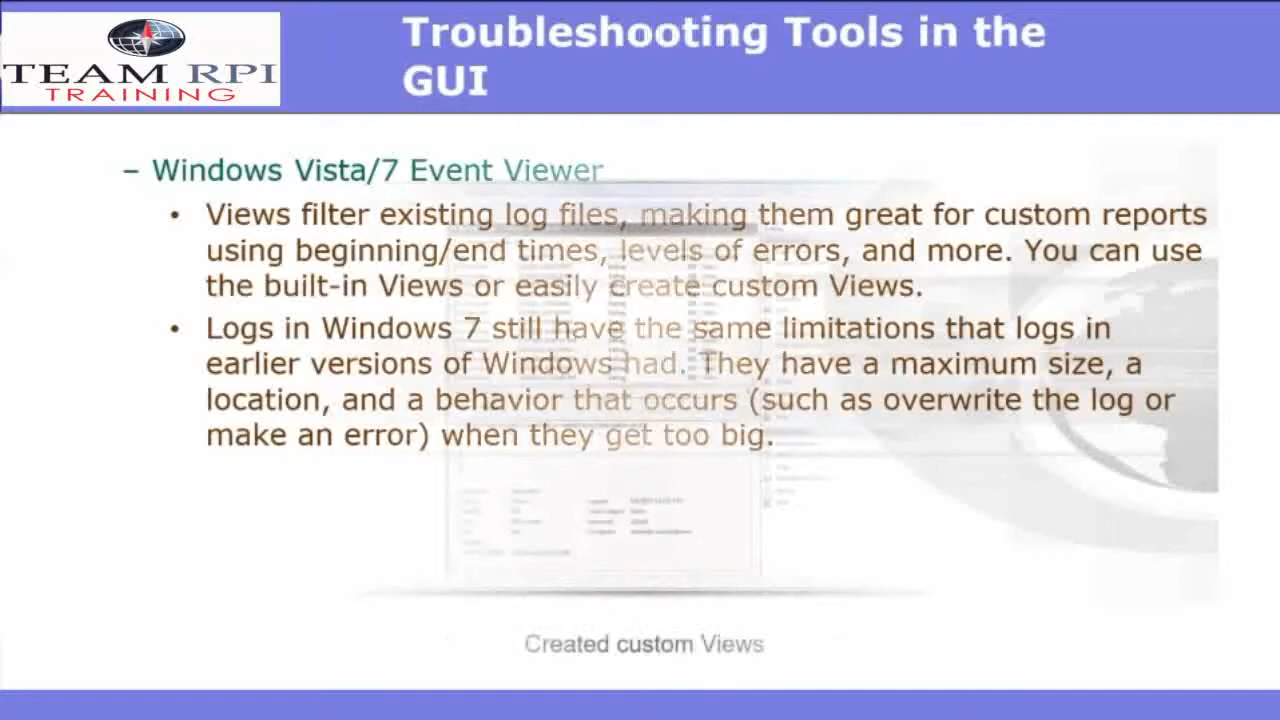 TEAM RPI
TRAINING
Troubleshooting Tools in the
GUI
– Windows Vista/7 Event Viewer
• Views filter existing log files, making them great for custom reports
using beginning/end times, levels of errors, and more. You can use
the built-in Views or easily create custom Views.
• Logs in Windows 7 still have the same limitations that logs in
earlier versions of Windows had. They have a maximum size, a
location, and a behavior that occurs (such as overwrite the log or
make an error) when they get too big.
Created custom Views